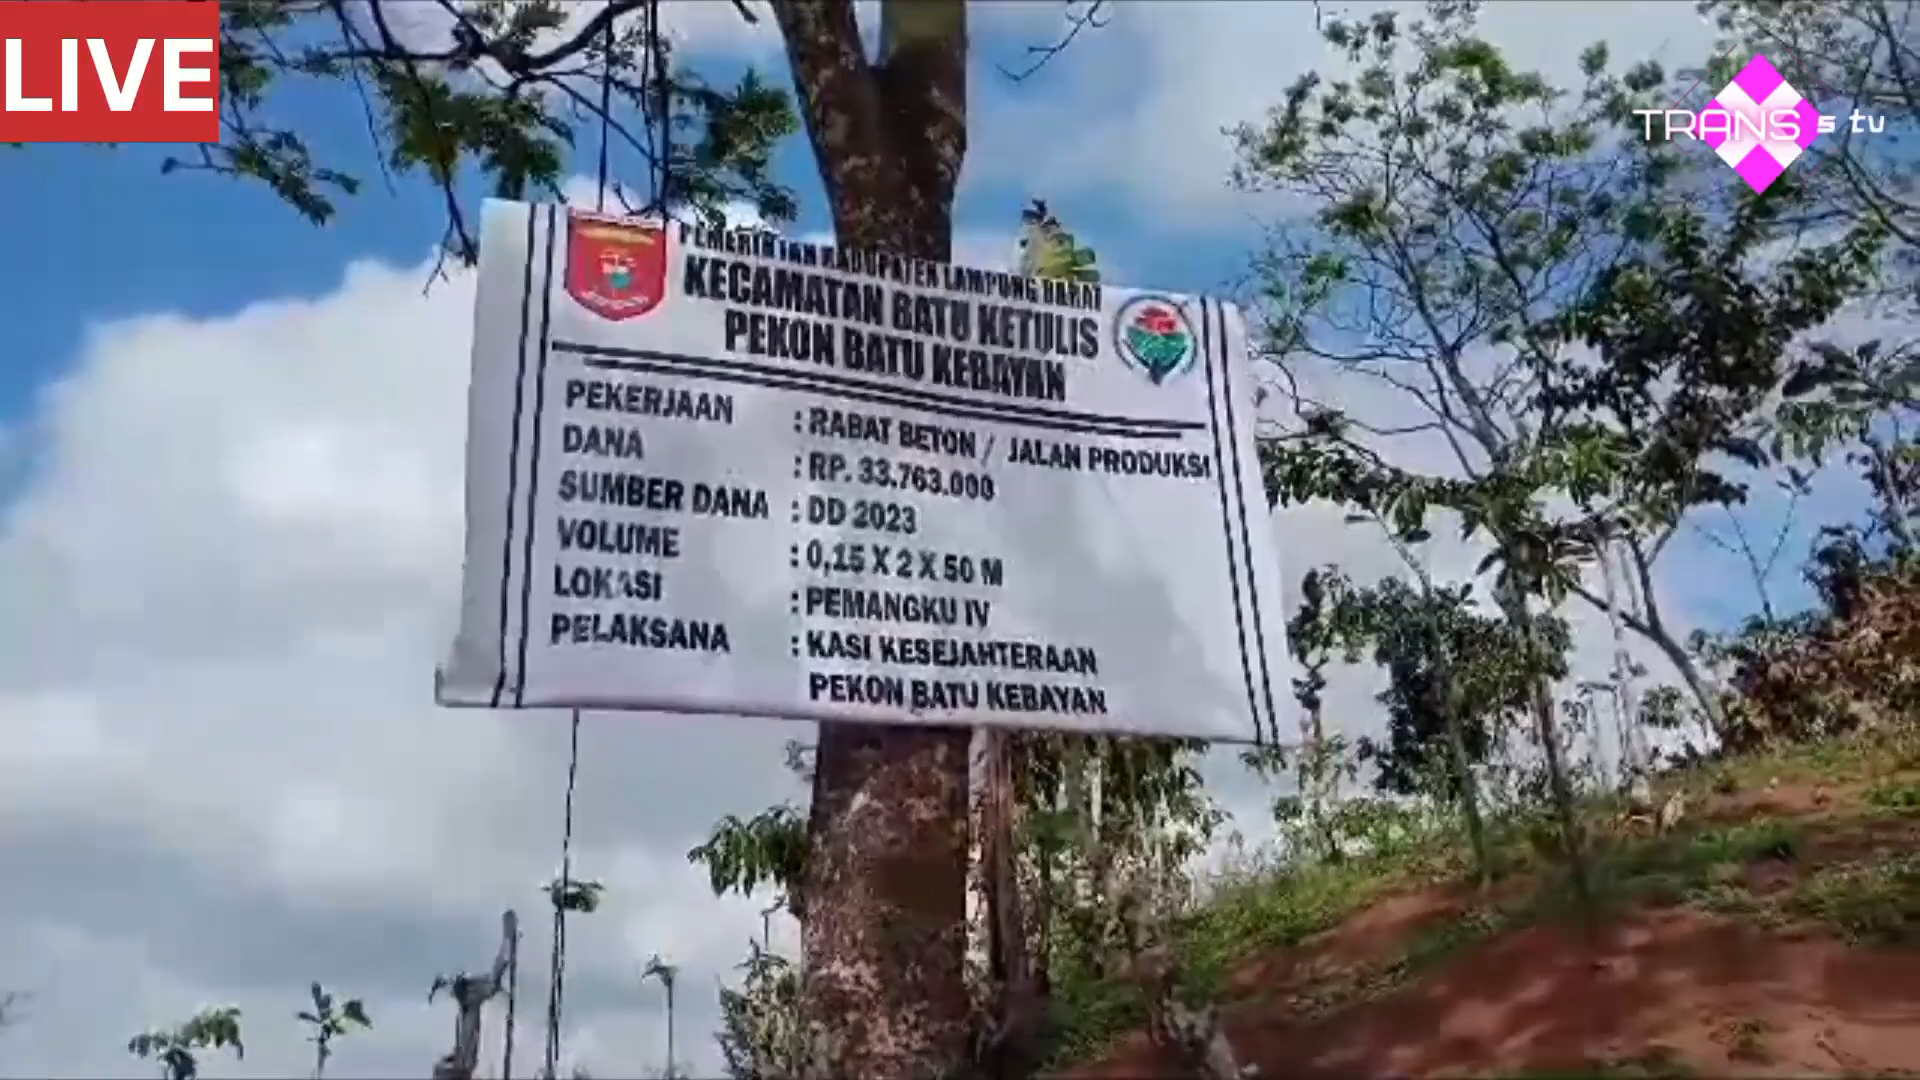 LIVE
TRANS s tv
PEMERINTAH KABUPATEN LAMPUNG BARAT
KECAMATAN BATU KETULIS
PEKON BATU KEBAYAN
PEKERJAAN : RABAT BETON / JALAN PRODUKSI
DANA : RP. 33.763.000
SUMBER DANA : DD 2023
VOLUME : 0,15 X 2 X 50 M
LOKASI : PEMANGKU IV
PELAKSANA : KASI KESEJAHTERAAN
PEKON BATU KEBAYAN